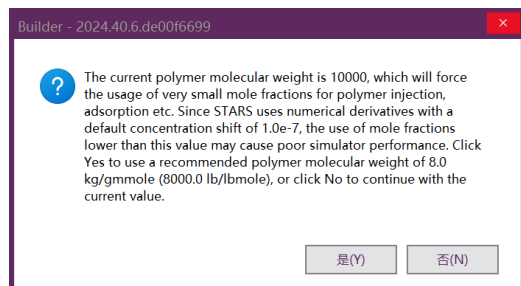 Builder - 2024.40.6.de00f6699
The current polymer molecular weight is 10000, which will force
the usage of very small mole fractions for polymer injection,
adsorption etc. Since STARS uses numerical derivatives with a
default concentration shift of 1.0e-7, the use of mole fractions
lower than this value may cause poor simulator performance. Click
Yes to use a recommended polymer molecular weight of 8.0
kg/gmmole (8000.0 lb/lbmole), or click No to continue with the
current value.
是(Y) 否(N)